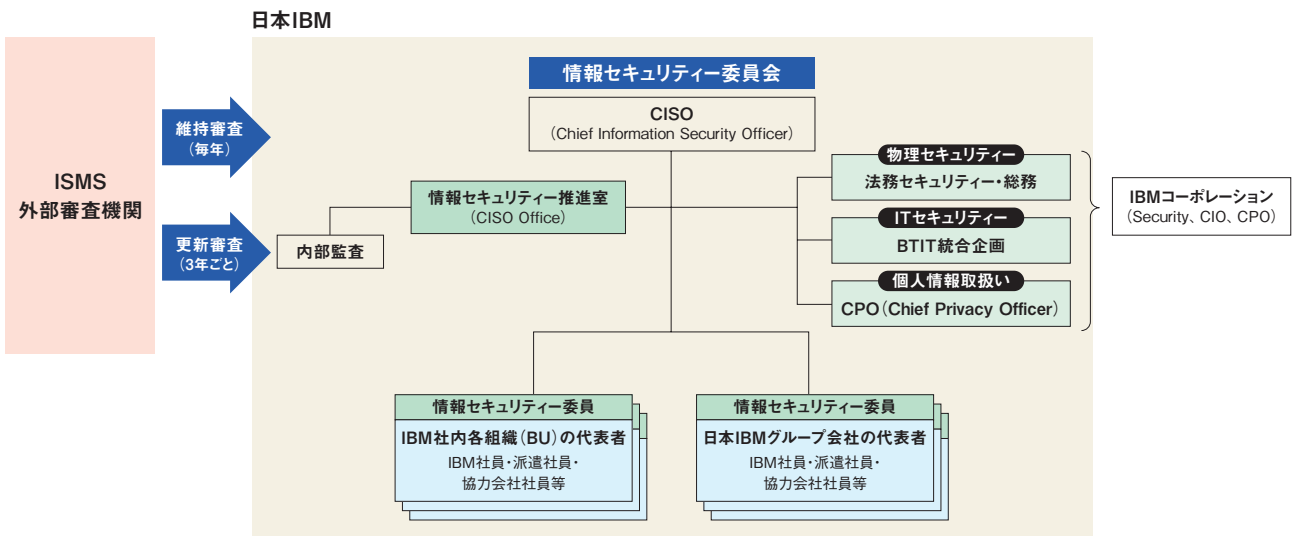 日本IBM
ISMS
外部審査機関
維持審査
（毎年）
更新審査
（3年ごと）
情報セキュリティー委員会
CISO
（Chief Information Security Officer）
情報セキュリティー推進室
（CISO Office）
内部監査
物理セキュリティー
法務セキュリティー・総務
ITセキュリティー
BTIT統合企画
個人情報取扱い
CPO（Chief Privacy Officer）
IBMコーポレーション
（Security、CIO、CPO）
情報セキュリティー委員
IBM社内各組織（BU）の代表者
IBM社員・派遣社員・
協力会社社員等
情報セキュリティー委員
日本IBMグループ会社の代表者
IBM社員・派遣社員・
協力会社社員等